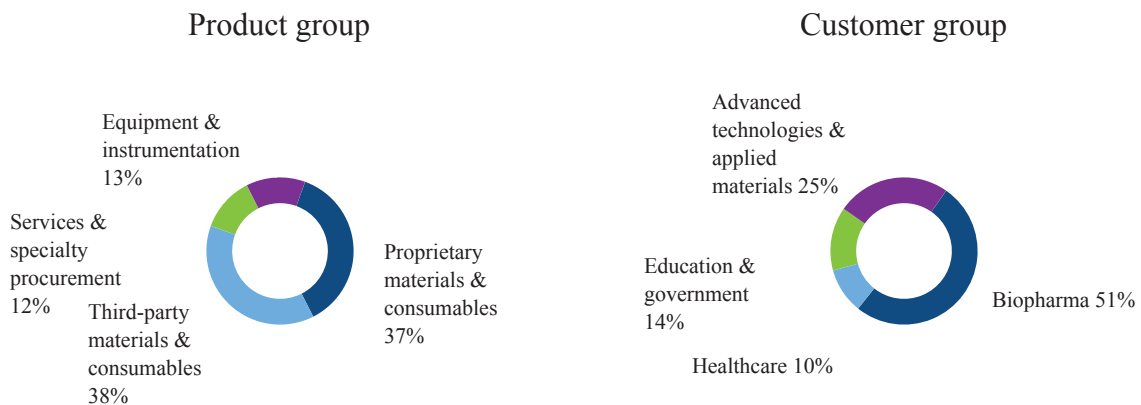 Product group
Equipment &
instrumentation
13%
Services &
specialty
procurement
12%
Third-party
materials &
consumables
38%
Proprietary
materials &
consumables
37%
Customer group
Advanced
technologies &
applied
materials 25%
Education &
government
14%
Healthcare 10%
Biopharma 51%